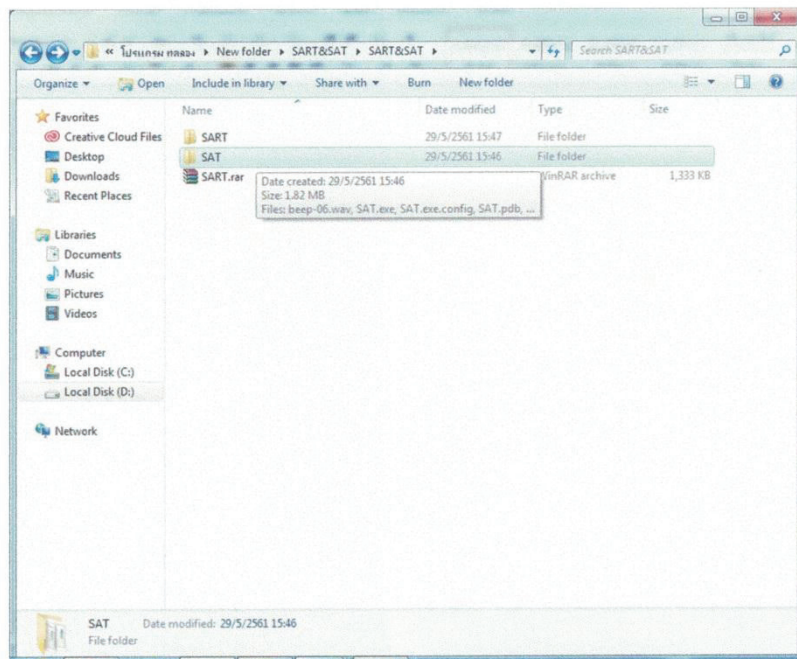 « โปรแกรม ทดลอง ▸ New folder ▸ SART&SAT ▸ SART&SAT ▸
Search SART&SAT
Organize ▾ Open Include in library ▾ Share with ▾ Burn New folder
Name Date modified Type Size
Favorites
Creative Cloud Files
Desktop
Downloads
Recent Places
Libraries
Documents
Music
Pictures
Videos
Computer
Local Disk (C:)
Local Disk (D:)
Network
SART 29/5/2561 15:47 File folder
SAT 29/5/2561 15:46 File folder
SART.rar WinRAR archive 1,333 KB
Date created: 29/5/2561 15:46
Size: 1.82 MB
Files: beep-06.wav, SAT.exe, SAT.exe.config, SAT.pdb, ...
SAT Date modified: 29/5/2561 15:46
File folder